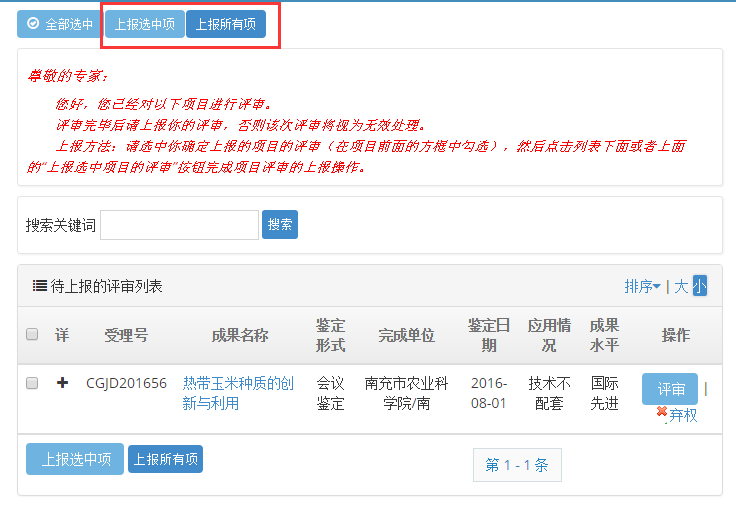 全部选中 上报选中项 上报所有项
尊敬的专家：
您好，您已经对以下项目进行评审。
评审完毕后请上报你的评审，否则该次评审将视为无效处理。
上报方法：请选中你确定上报的项目的评审（在项目前面的方框中勾选），然后点击列表下面或者上面
的“上报选中项目的评审”按钮完成项目评审的上报操作。
搜索关键词 搜索
待上报的评审列表 排序 | 大 小
详 受理号 成果名称 鉴定 完成单位 鉴定日 应用情 成果 操作
形式 期 况 水平
CGJD201656 热带玉米种质的创 会议 南充市农业科 2016- 技术不 国际 评审 |
新与利用 鉴定 学院/南 08-01 配套 先进 弃权
上报选中项 上报所有项 第 1 - 1 条